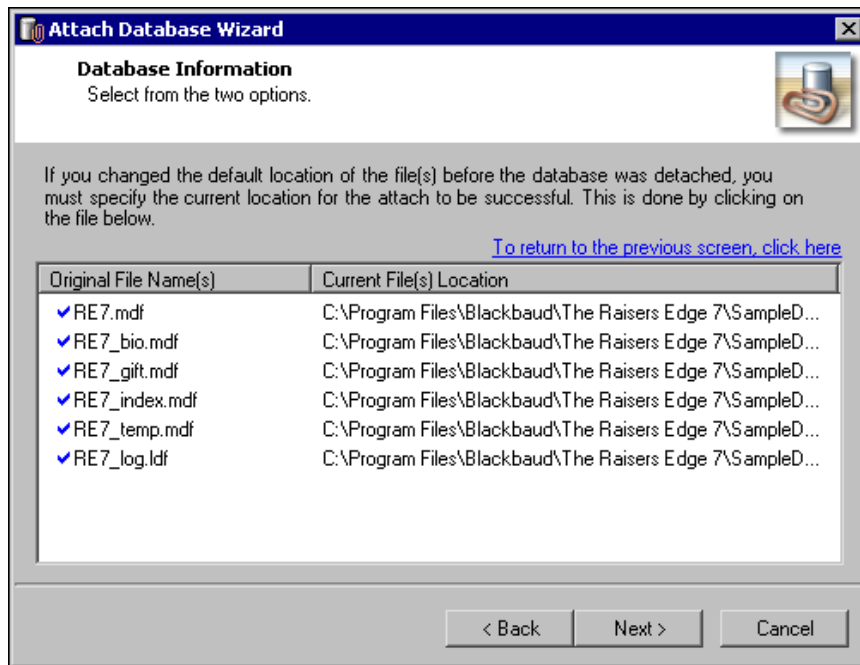 Attach Database Wizard
Database Information
Select from the two options.
If you changed the default location of the file(s) before the database was detached, you
must specify the current location for the attach to be successful. This is done by clicking on
the file below.
To return to the previous screen, click here
Original File Name(s) Current File(s) Location
RE7.mdf C:\Program Files\Blackbaud\The Raisers Edge 7\SampleD...
RE7_bio.mdf C:\Program Files\Blackbaud\The Raisers Edge 7\SampleD...
RE7_gift.mdf C:\Program Files\Blackbaud\The Raisers Edge 7\SampleD...
RE7_index.mdf C:\Program Files\Blackbaud\The Raisers Edge 7\SampleD...
RE7_temp.mdf C:\Program Files\Blackbaud\The Raisers Edge 7\SampleD...
RE7_log.ldf C:\Program Files\Blackbaud\The Raisers Edge 7\SampleD...
< Back Next > Cancel